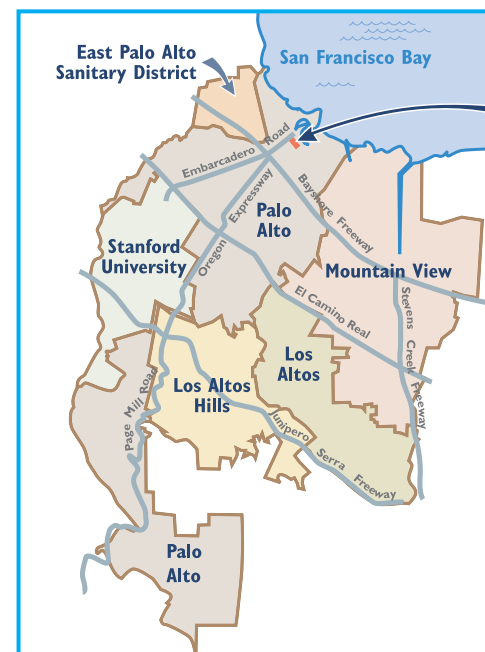 East Palo Alto
Sanitary District
San Francisco Bay
Embarcadero Road
Oregon Expressway
Bayshore Freeway
Palo
Alto
Stanford
University
Mountain View
El Camino Real
Stevens Creek Freeway
Los
Altos
Los Altos
Hills
Page Mill Road
Junipero Serra Freeway
Palo
Alto